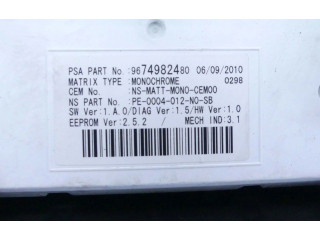 PSA PART No.:9674982480 06/09/2010
MATRIX TYPE :MONOCHROME 0298
CEM No. :NS-MATT-MONO-CEM00
NS PART No. :PE-0004-012-NO-SB
SW Ver:1.A.0/DIAG Ver:1.5/HW Ver:1.0
EEPROM Ver:2.5.2 / MECH IND:3.1